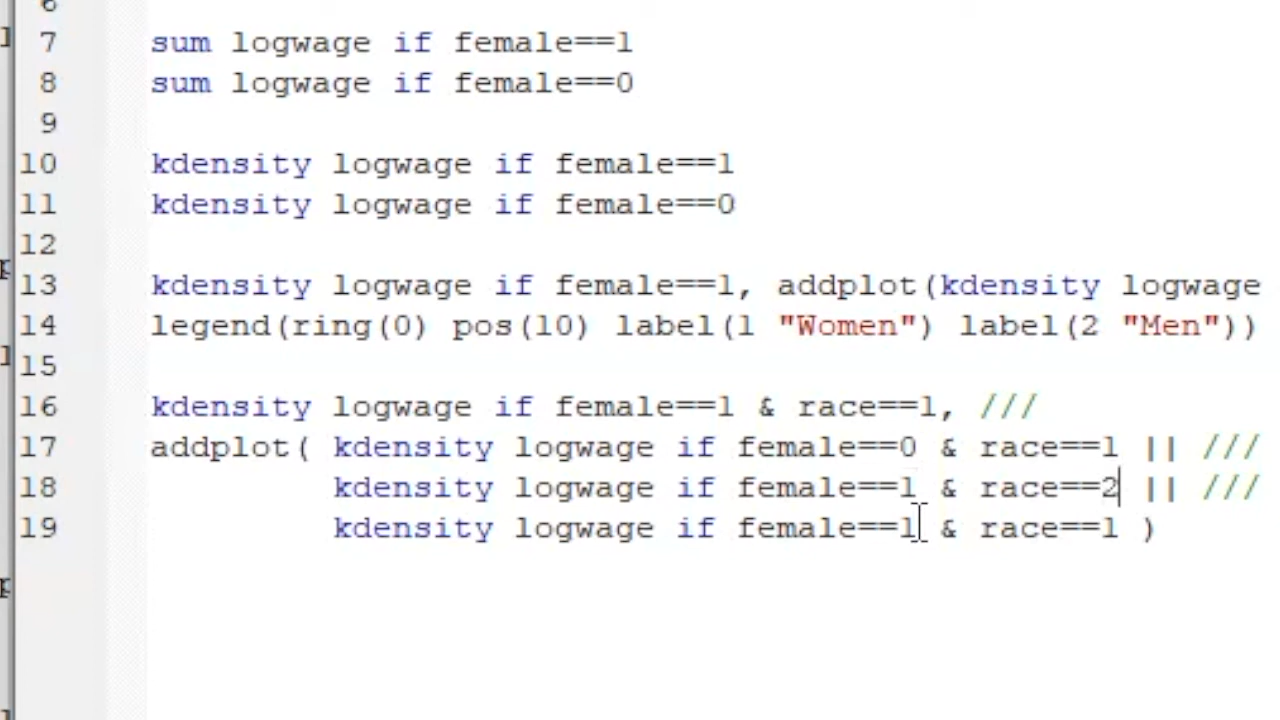 6
7 sum logwage if female==1
8 sum logwage if female==0
9
10 kdensity logwage if female==1
11 kdensity logwage if female==0
12
13 kdensity logwage if female==1, addplot(kdensity logwage
14 legend(ring(0) pos(10) label(1 "Women") label(2 "Men"))
15
16 kdensity logwage if female==1 & race==1, ///
17 addplot( kdensity logwage if female==0 & race==1 || ///
18 kdensity logwage if female==1 & race==2 || ///
19 kdensity logwage if female==1 & race==1 )